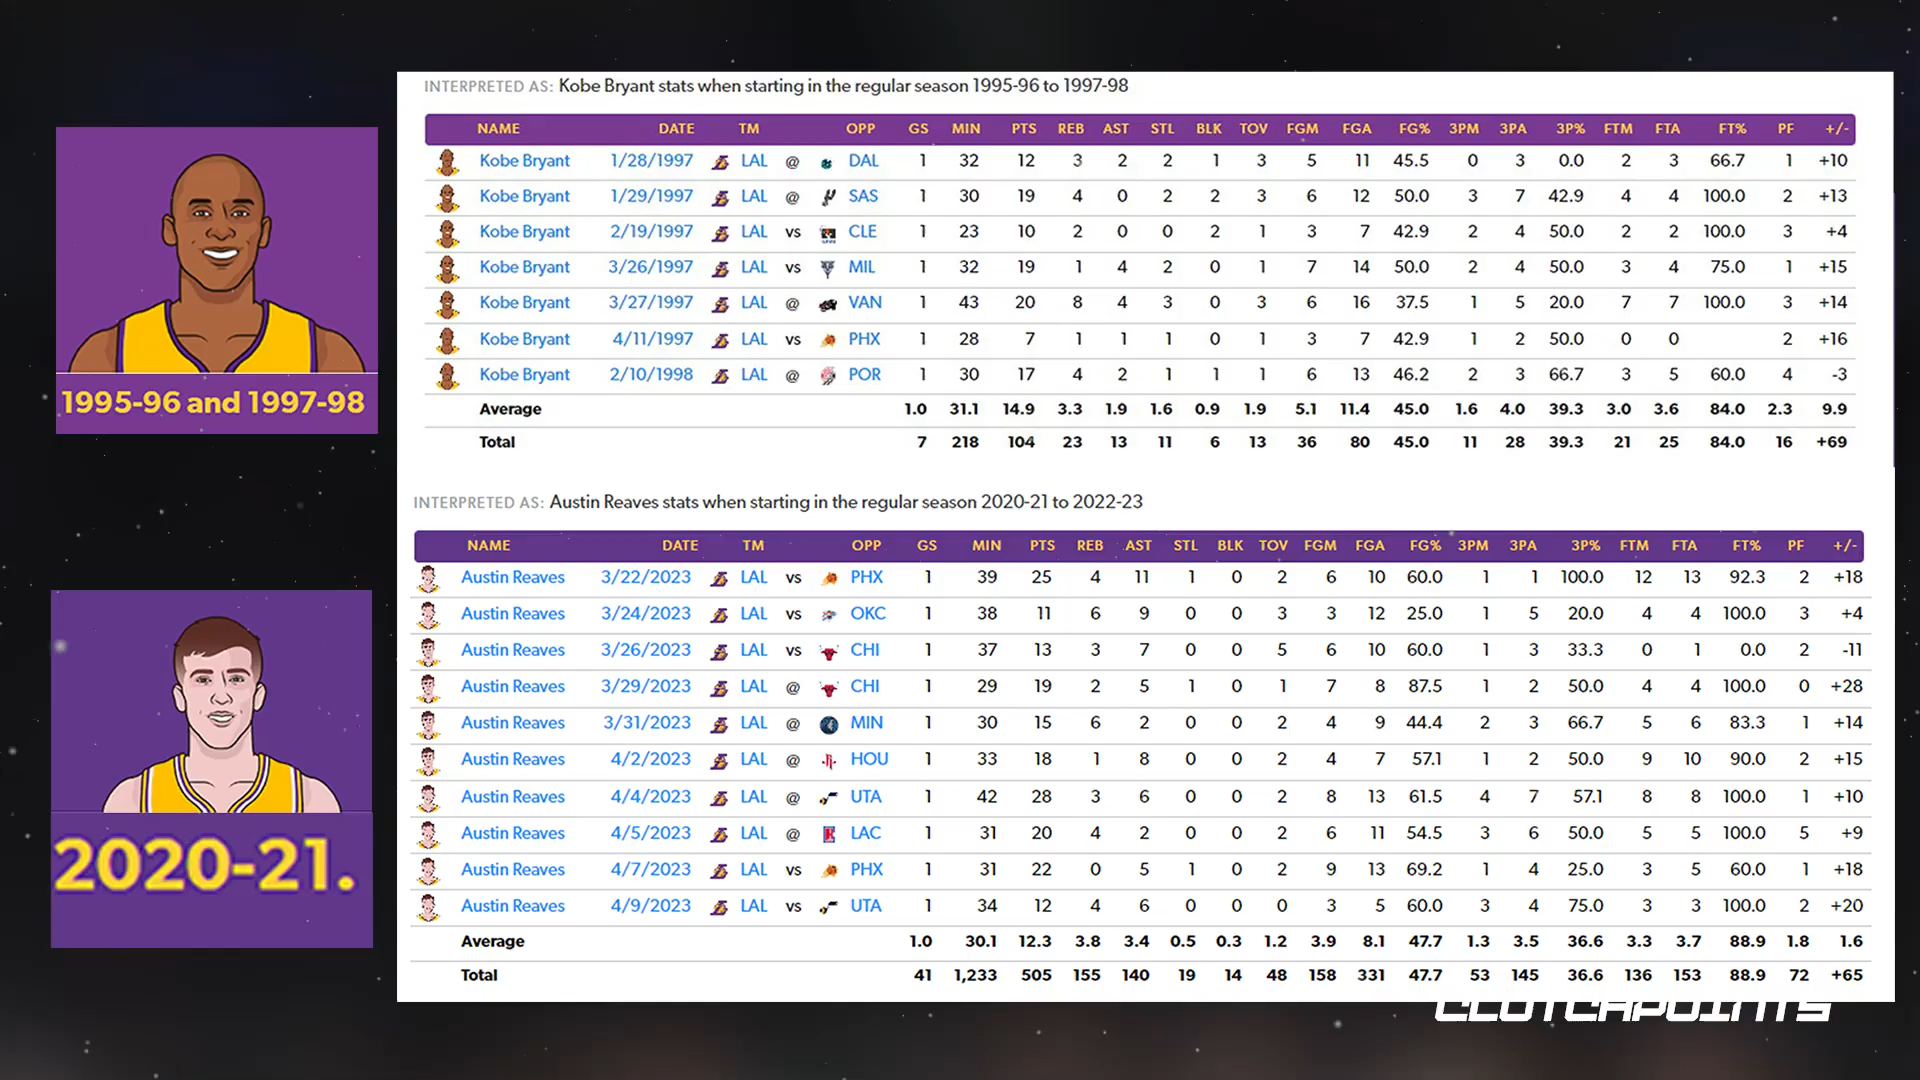 INTERPRETED AS: Kobe Bryant stats when starting in the regular season 1995-96 to 1997-98
NAME DATE TM OPP GS MIN PTS REB AST STL BLK TOV FGM FGA FG% 3PM 3PA 3P% FTM FTA FT% PF +/-
Kobe Bryant 1/28/1997 LAL @ DAL 1 32 12 3 2 2 1 3 5 11 45.5 0 3 0.0 2 3 66.7 1 +10
Kobe Bryant 1/29/1997 LAL @ SAS 1 30 19 4 0 2 2 3 6 12 50.0 3 7 42.9 4 4 100.0 2 +13
Kobe Bryant 2/19/1997 LAL vs CLE 1 23 10 2 0 0 2 1 3 7 42.9 2 4 50.0 2 2 100.0 3 +4
Kobe Bryant 3/26/1997 LAL vs MIL 1 32 19 1 4 2 0 1 7 14 50.0 2 4 50.0 3 4 75.0 1 +15
Kobe Bryant 3/27/1997 LAL @ VAN 1 43 20 8 4 3 0 3 6 16 37.5 1 5 20.0 7 7 100.0 3 +14
Kobe Bryant 4/11/1997 LAL vs PHX 1 28 7 1 1 1 0 1 3 7 42.9 1 2 50.0 0 0 2 +16
Kobe Bryant 2/10/1998 LAL @ POR 1 30 17 4 2 1 1 1 6 13 46.2 2 3 66.7 3 5 60.0 4 -3
Average 1.0 31.1 14.9 3.3 1.9 1.6 0.9 1.9 5.1 11.4 45.0 1.6 4.0 39.3 3.0 3.6 84.0 2.3 9.9
Total 7 218 104 23 13 11 6 13 36 80 45.0 11 28 39.3 21 25 84.0 16 +69
1995-96 and 1997-98
INTERPRETED AS: Austin Reaves stats when starting in the regular season 2020-21 to 2022-23
NAME DATE TM OPP GS MIN PTS REB AST STL BLK TOV FGM FGA FG% 3PM 3PA 3P% FTM FTA FT% PF +/-
Austin Reaves 3/22/2023 LAL vs PHX 1 39 25 4 11 1 0 2 6 10 60.0 1 1 100.0 12 13 92.3 2 +18
Austin Reaves 3/24/2023 LAL vs OKC 1 38 11 6 9 0 0 3 3 12 25.0 1 5 20.0 4 4 100.0 3 +4
Austin Reaves 3/26/2023 LAL vs CHI 1 37 13 3 7 0 0 5 6 10 60.0 1 3 33.3 0 1 0.0 2 -11
Austin Reaves 3/29/2023 LAL @ CHI 1 29 19 2 5 1 0 1 7 8 87.5 1 2 50.0 4 4 100.0 0 +28
Austin Reaves 3/31/2023 LAL @ MIN 1 30 15 6 2 0 0 2 4 9 44.4 2 3 66.7 5 6 83.3 1 +14
Austin Reaves 4/2/2023 LAL @ HOU 1 33 18 1 8 0 0 2 4 7 57.1 1 2 50.0 9 10 90.0 2 +15
Austin Reaves 4/4/2023 LAL @ UTA 1 42 28 3 6 0 0 2 8 13 61.5 4 7 57.1 8 8 100.0 1 +10
Austin Reaves 4/5/2023 LAL @ LAC 1 31 20 4 2 0 0 2 6 11 54.5 3 6 50.0 5 5 100.0 5 +9
Austin Reaves 4/7/2023 LAL vs PHX 1 31 22 0 5 1 0 2 9 13 69.2 1 4 25.0 3 5 60.0 1 +18
Austin Reaves 4/9/2023 LAL vs UTA 1 34 12 4 6 0 0 0 3 5 60.0 3 4 75.0 3 3 100.0 2 +20
Average 1.0 30.1 12.3 3.8 3.4 0.5 0.3 1.2 3.9 8.1 47.7 1.3 3.5 36.6 3.3 3.7 88.9 1.8 1.6
Total 41 1,233 505 155 140 19 14 48 158 331 47.7 53 145 36.6 136 153 88.9 72 +65
2020-21.
CLUTCHPOINTS